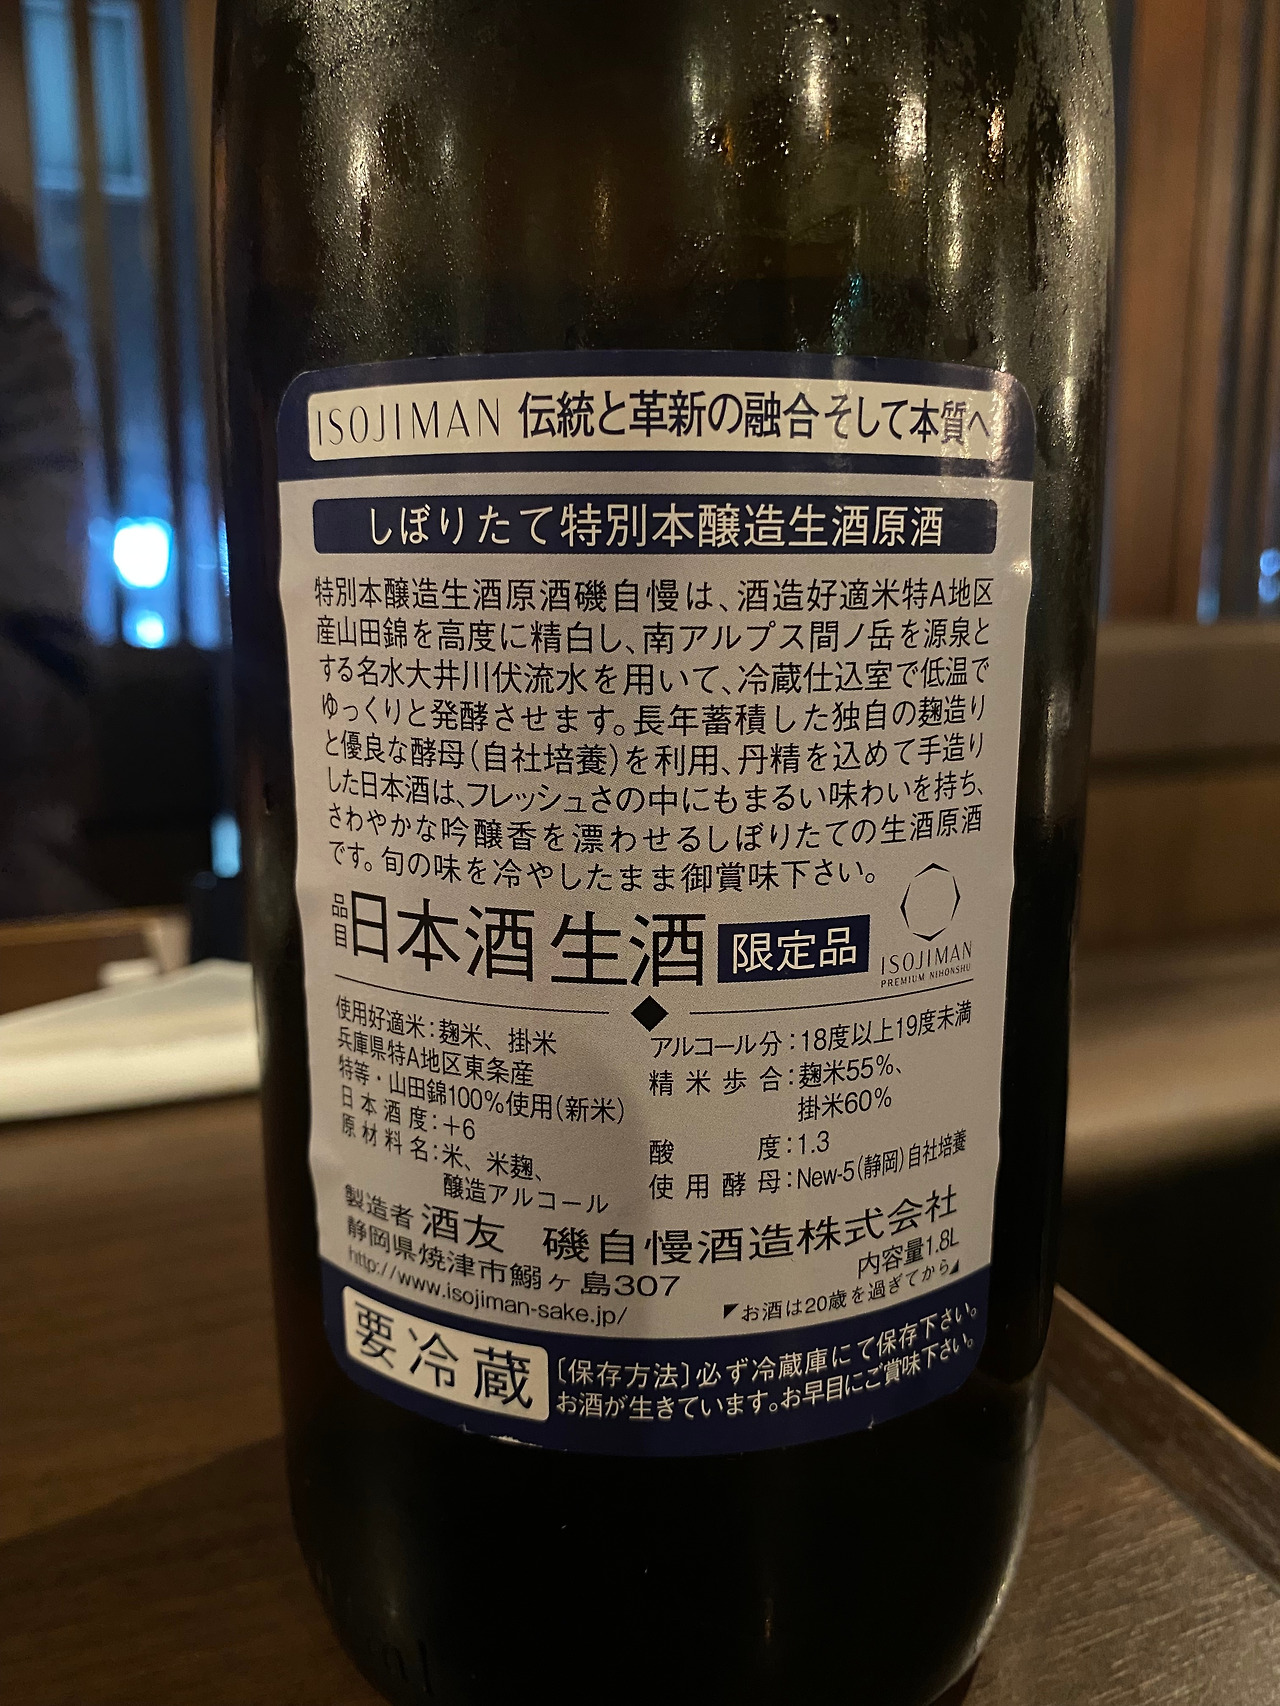 ISOJIMAN 伝統と革新の融合そして本質へ
しぼりたて特別本醸造生酒原酒
特別本醸造生酒原酒磯自慢は、酒造好適米特A地区
産山田錦を高度に精白し、南アルプス間ノ岳を源泉と
する名水大井川伏流水を用いて、冷蔵仕込室で低温で
ゆっくりと発酵させます。長年蓄積した独自の麹造り
と優良な酵母(自社培養)を利用、丹精を込めて手造り
した日本酒は、フレッシュさの中にもまるい味わいを持ち、
さわやかな吟醸香を漂わせるしぼりたての生酒原酒
です。旬の味を冷やしたまま御賞味下さい。
品目 日本酒 生酒 限定品
ISOJIMAN
PREMIUM NIHONSHU
使用好適米:麹米、掛米
兵庫県特A地区東条産
特等・山田錦100%使用(新米)
日本酒度:+6
原材料名:米、米麹、
醸造アルコール
アルコール分:18度以上19度未満
精米歩合:麹米55%、
掛米60%
酸度:1.3
使用酵母:New-5(静岡)自社培養
製造者 酒友 磯自慢酒造株式会社
静岡県焼津市鰯ヶ島307
内容量1.8L
http://www.isojiman-sake.jp/
◤お酒は20歳を過ぎてから◢
要冷蔵
〔保存方法〕必ず冷蔵庫にて保存下さい。
お酒が生きています。お早目にご賞味下さい。